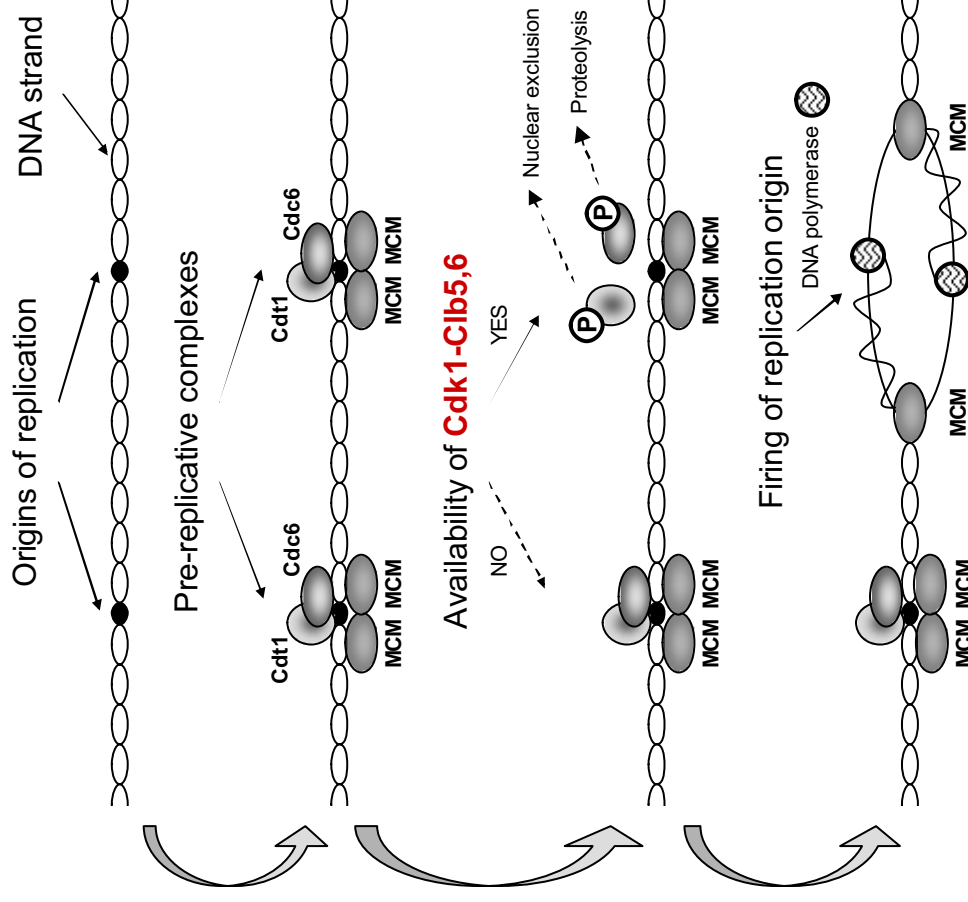 DNA strand
Origins of replication
Pre-replicative complexes
Cdt1
Cdc6
MCM MCM
Cdt1
Cdc6
MCM MCM
Availability of Cdk1-Clb5,6
NO
YES
P
P
Nuclear exclusion
Proteolysis
MCM MCM
MCM MCM
Firing of replication origin
DNA polymerase
MCM MCM
MCM
MCM